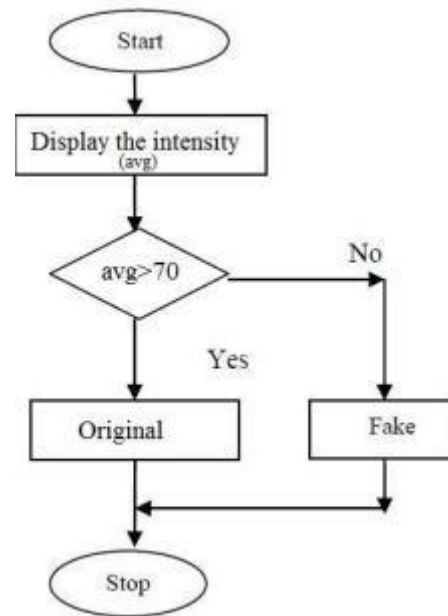 Start
Display the intensity
(avg)
avg>70
No
Yes
Original
Fake
Stop